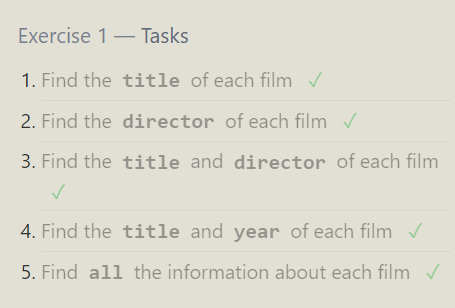 Exercise 1 — Tasks
1. Find the title of each film ✓
2. Find the director of each film ✓
3. Find the title and director of each film
✓
4. Find the title and year of each film ✓
5. Find all the information about each film ✓